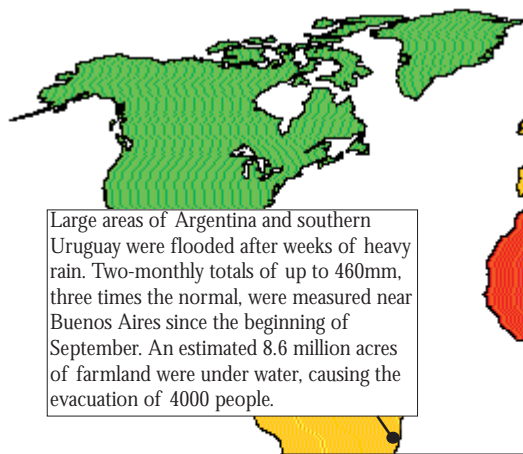 Large areas of Argentina and southern
Uruguay were flooded after weeks of heavy
rain. Two-monthly totals of up to 460mm,
three times the normal, were measured near
Buenos Aires since the beginning of
September. An estimated 8.6 million acres
of farmland were under water, causing the
evacuation of 4000 people.